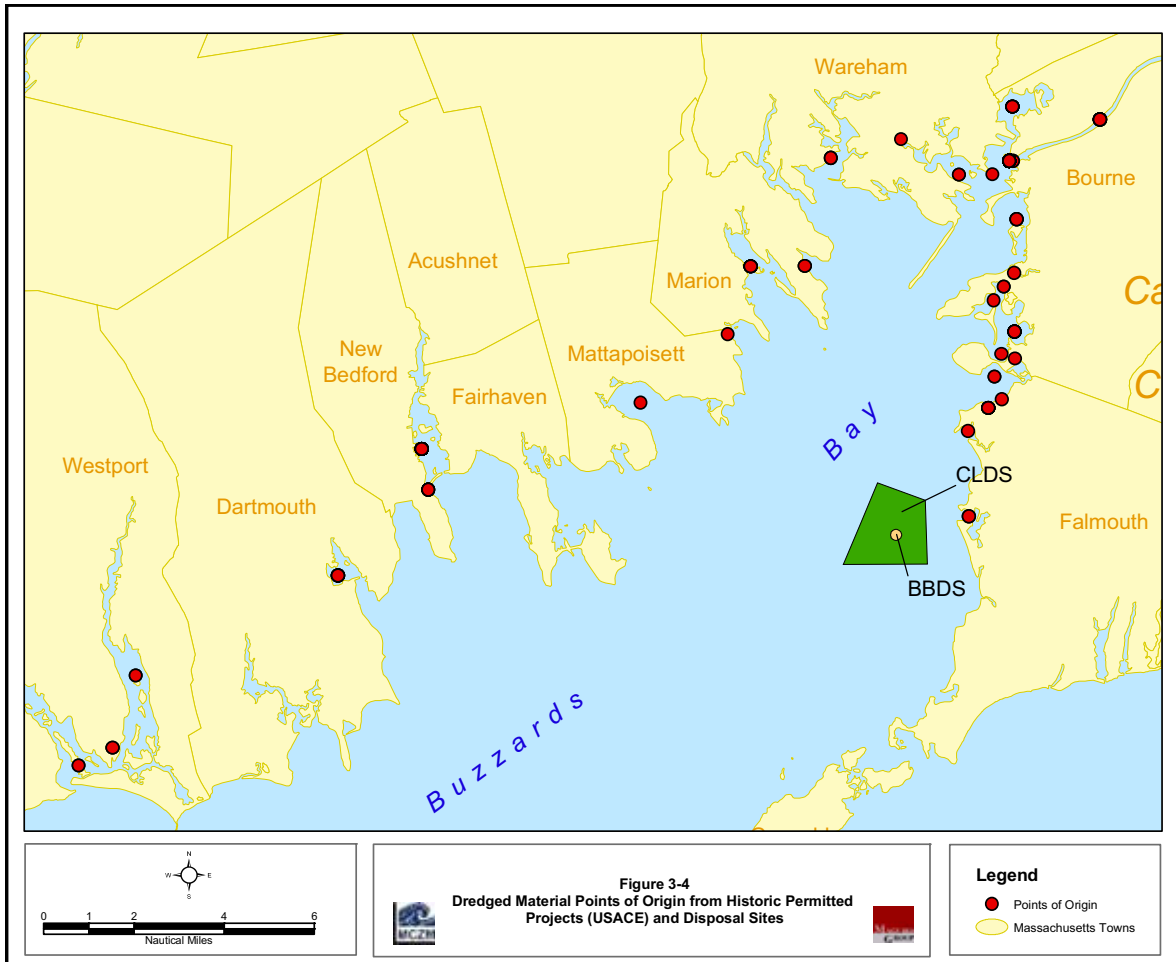 Wareham
Bourne
Acushnet
Marion
Ca
New
Bedford
Mattapoisett
C
Fairhaven
Bay
Westport
CLDS
Dartmouth
Falmouth
BBDS
Buzzards
N
W E
S
0 1 2 4 6
Nautical Miles
MCZM
Figure 3-4
Dredged Material Points of Origin from Historic Permitted
Projects (USACE) and Disposal Sites
Legend
Points of Origin
Massachusetts Towns